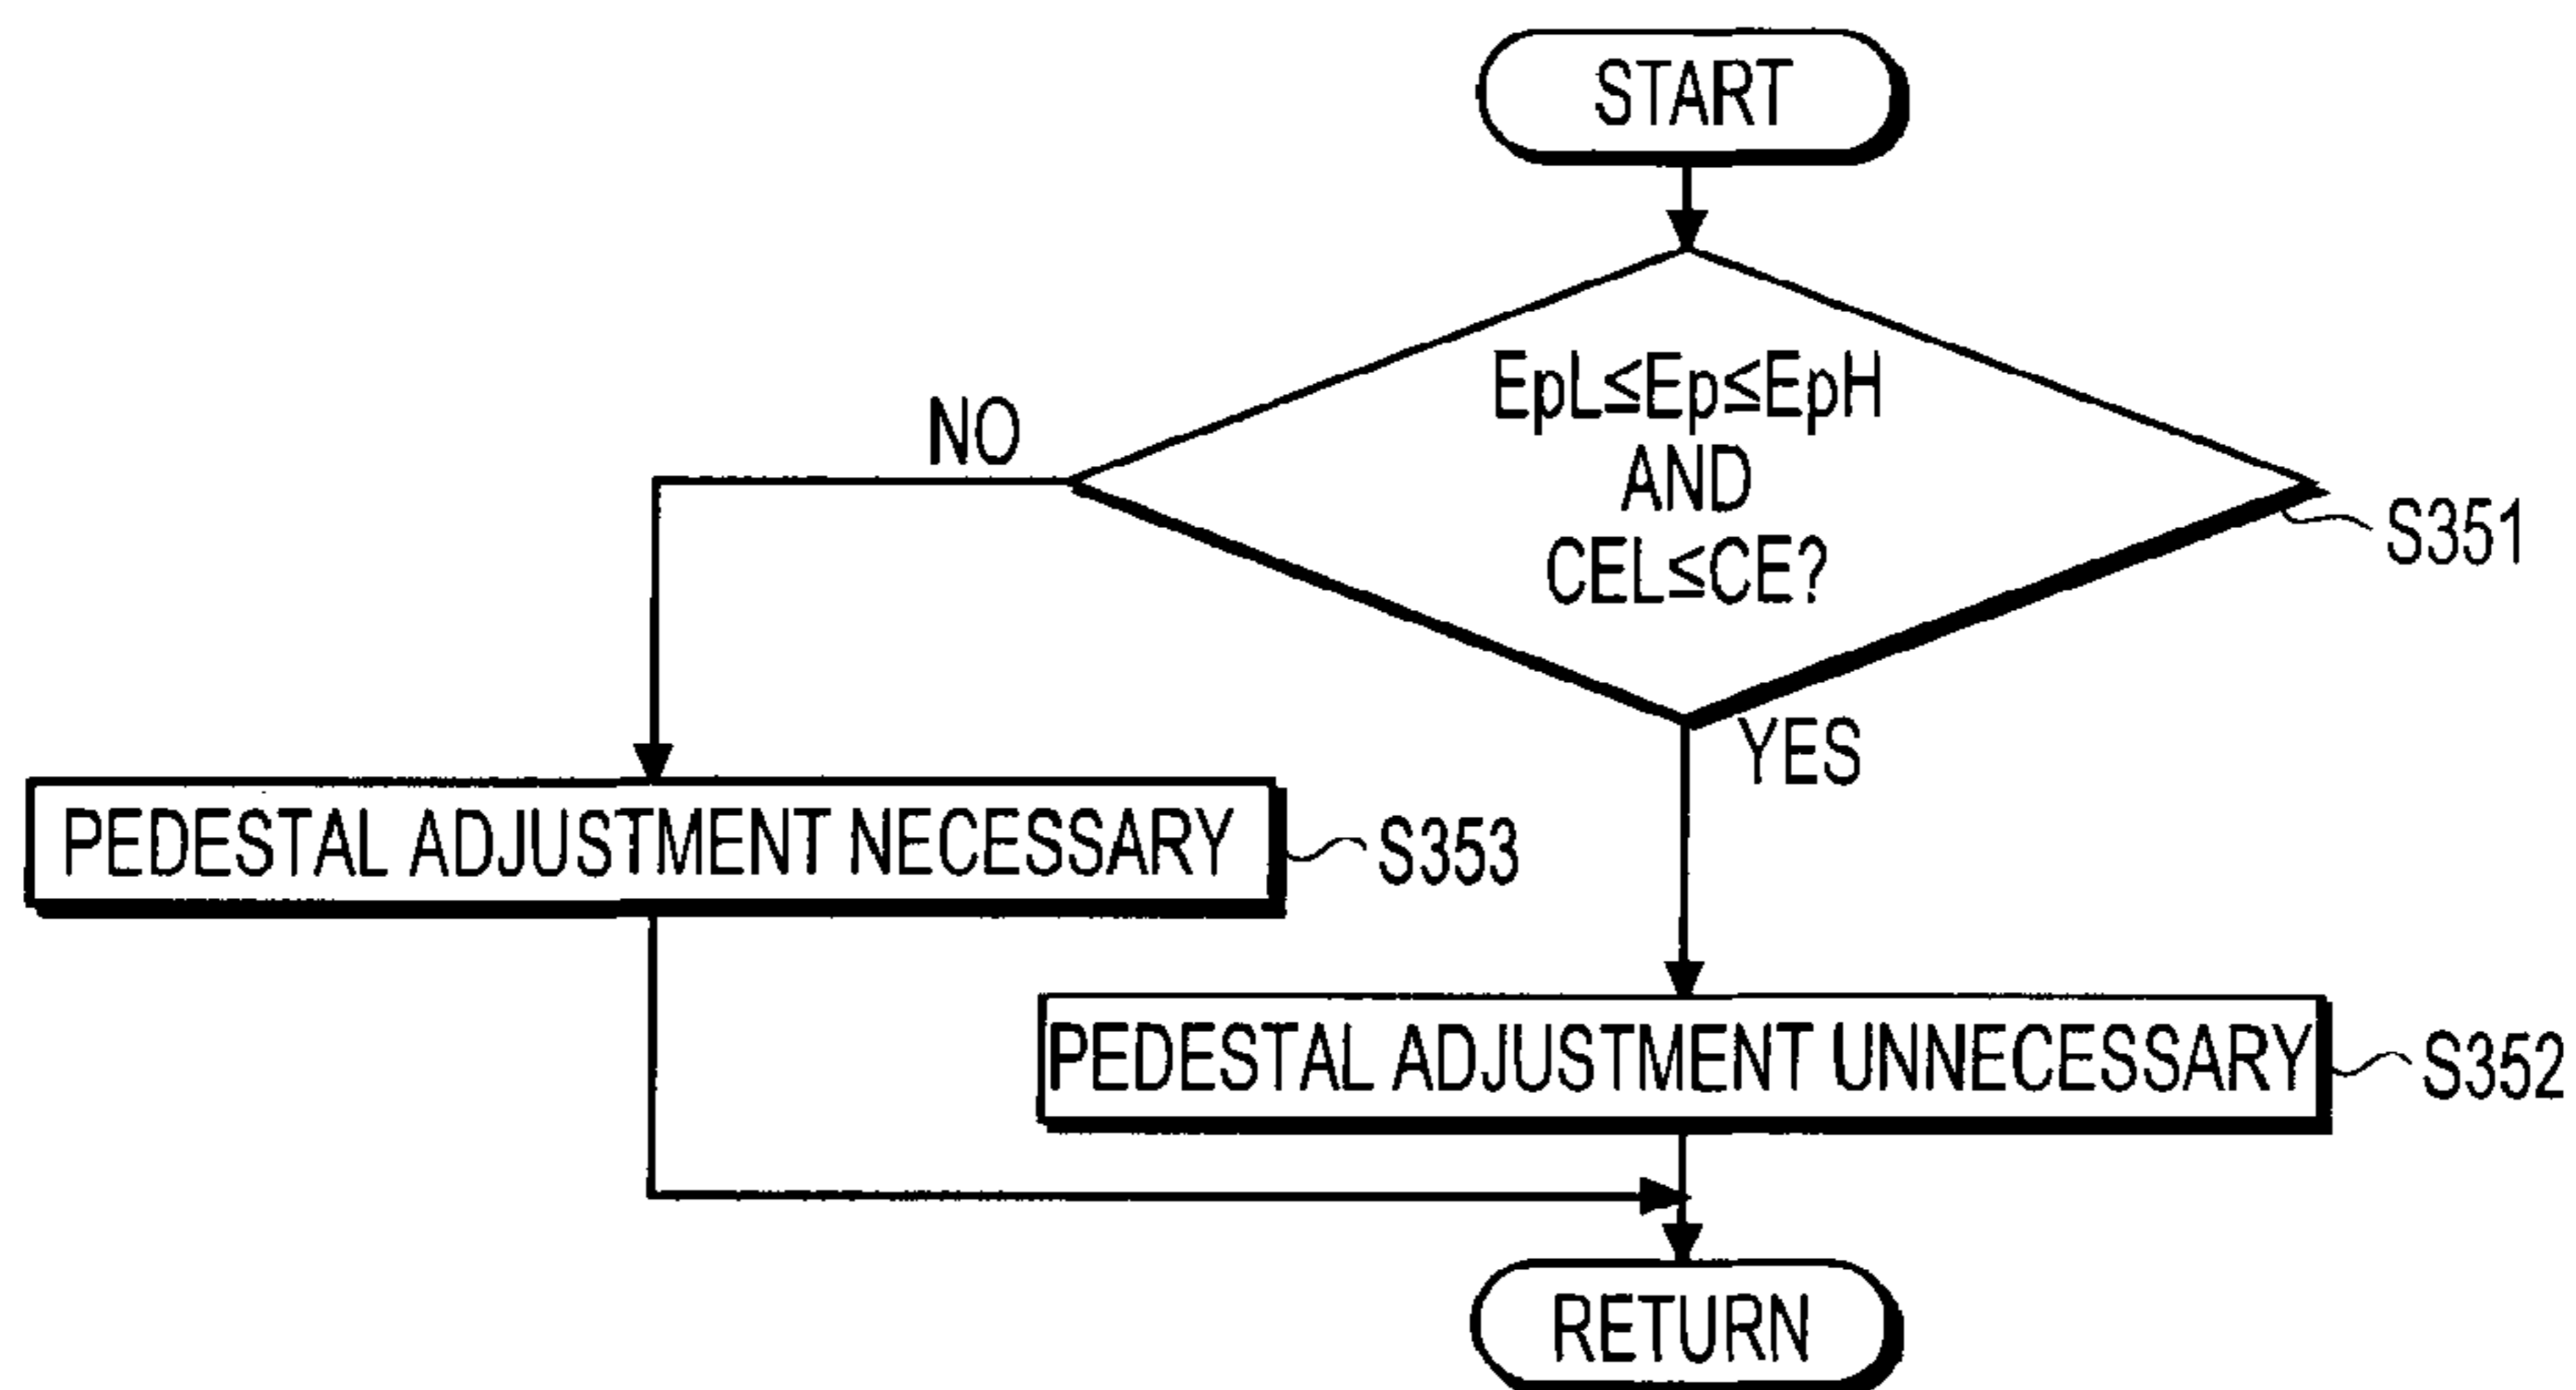 START
EpL≤Ep≤EpH
AND
CEL≤CE?
NO
S351
YES
PEDESTAL ADJUSTMENT NECESSARY
S353
PEDESTAL ADJUSTMENT UNNECESSARY
S352
RETURN